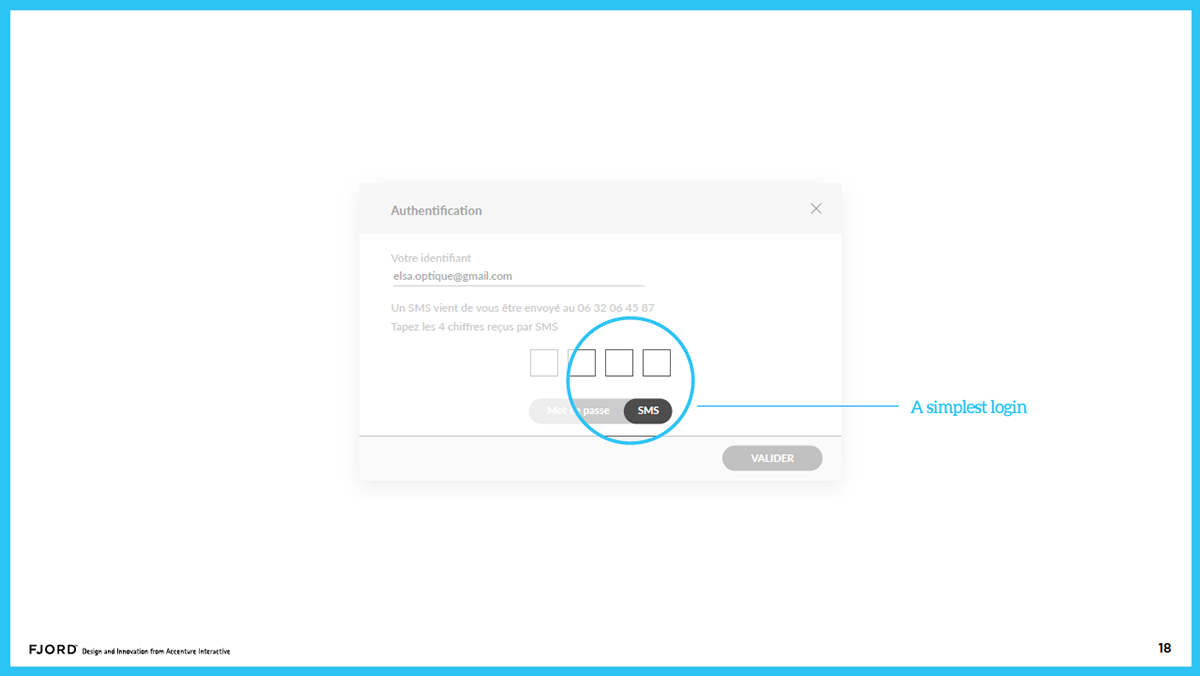 Authentification
Votre identifiant
elsa.optique@gmail.com
Un SMS vient de vous être envoyé au 06 32 06 45 87
Tapez les 4 chiffres reçus par SMS
Mot de passe SMS
A simplest login
VALIDER
FJORD Design and Innovation from Accenture Interactive
18